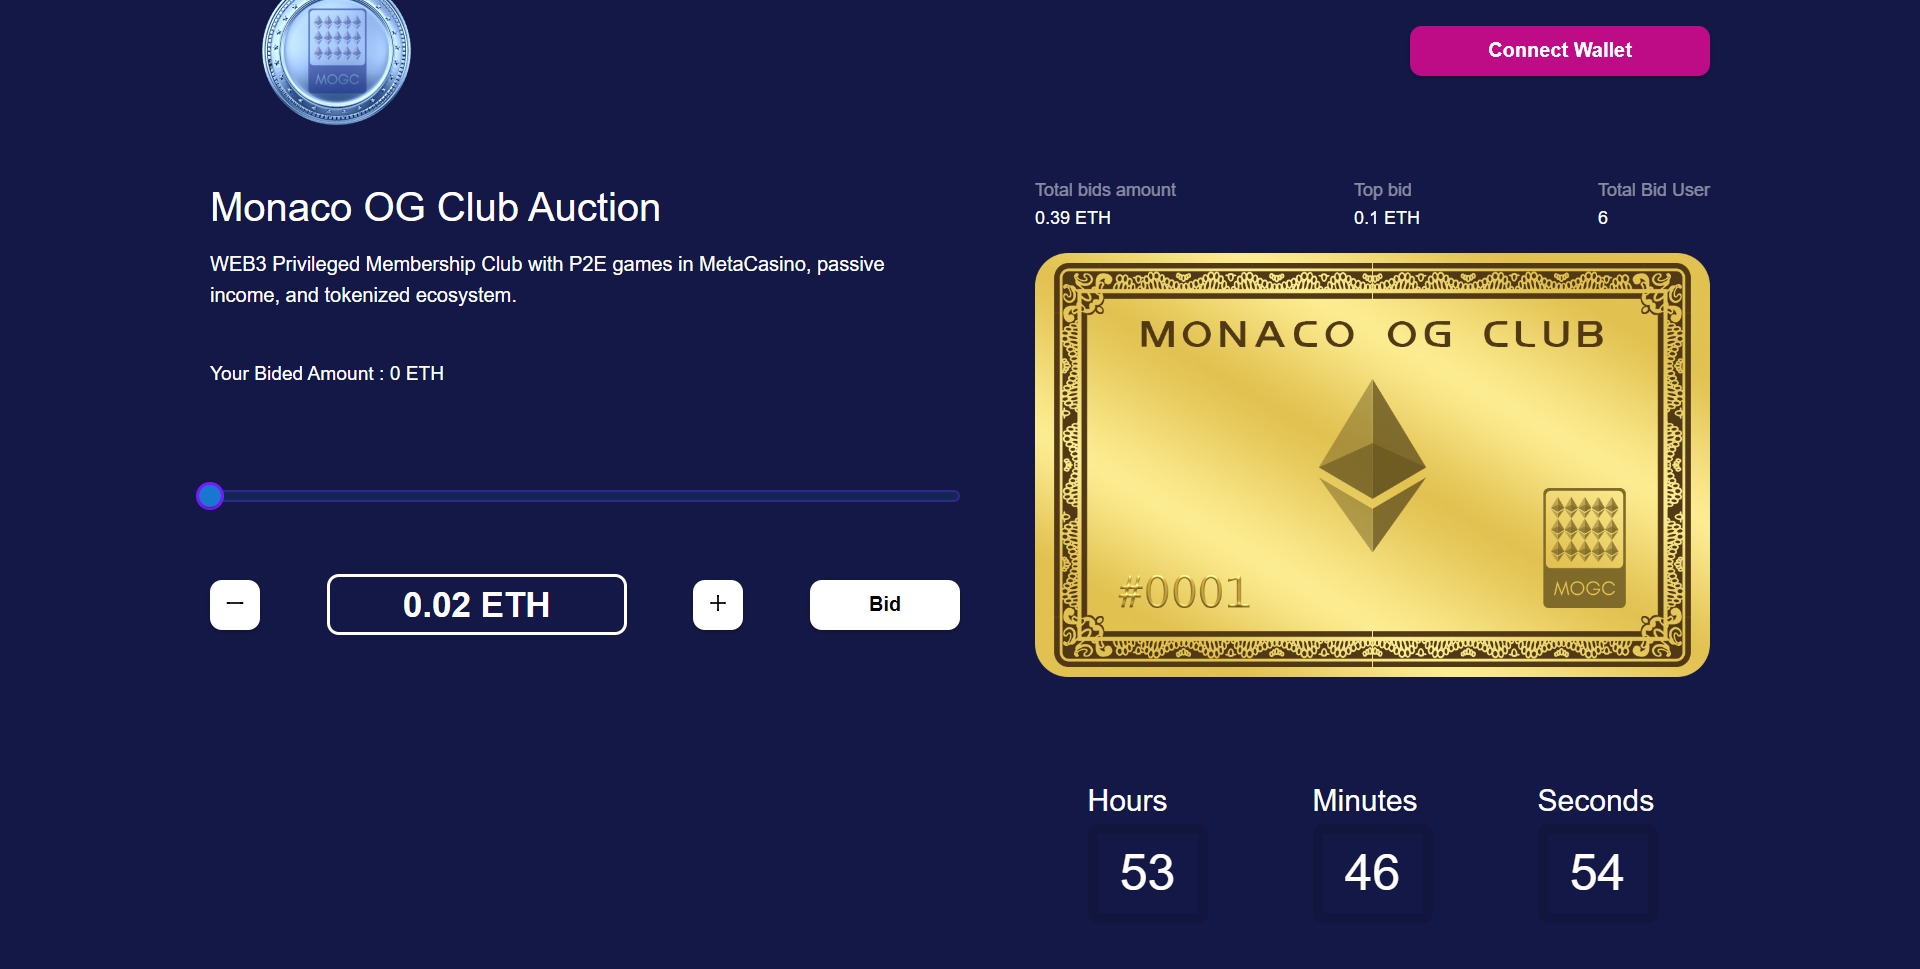 MOGC
Connect Wallet
Monaco OG Club Auction
WEB3 Privileged Membership Club with P2E games in MetaCasino, passive
income, and tokenized ecosystem.
Your Bided Amount : 0 ETH
−
0.02 ETH
+
Bid
Total bids amount
0.39 ETH
Top bid
0.1 ETH
Total Bid User
6
MONACO OG CLUB
#0001
MOGC
Hours
53
Minutes
46
Seconds
54